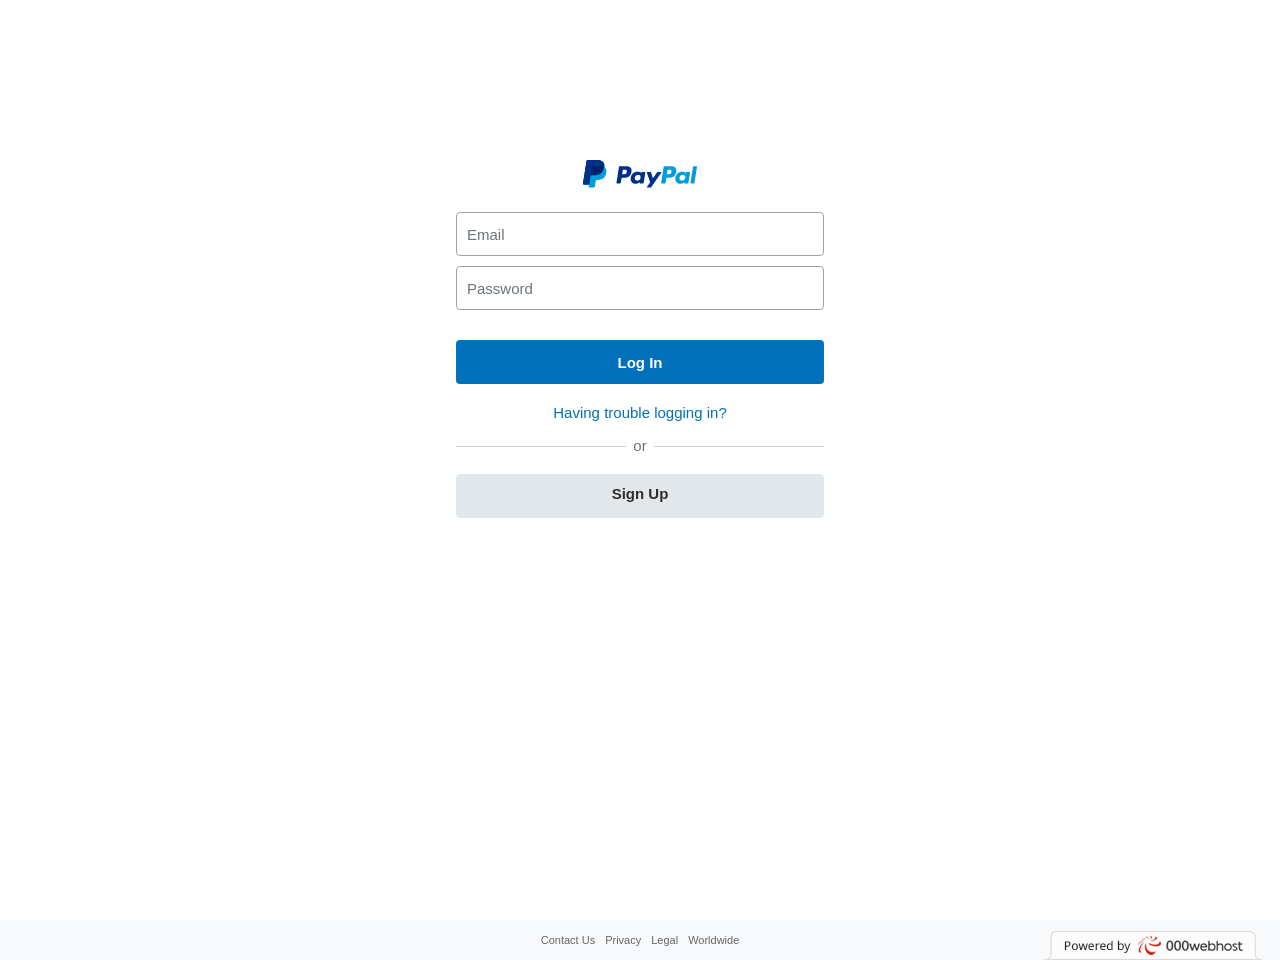 PayPal
Email
Password
Log In
Having trouble logging in?
or
Sign Up
Contact Us Privacy Legal Worldwide
Powered by 000webhost